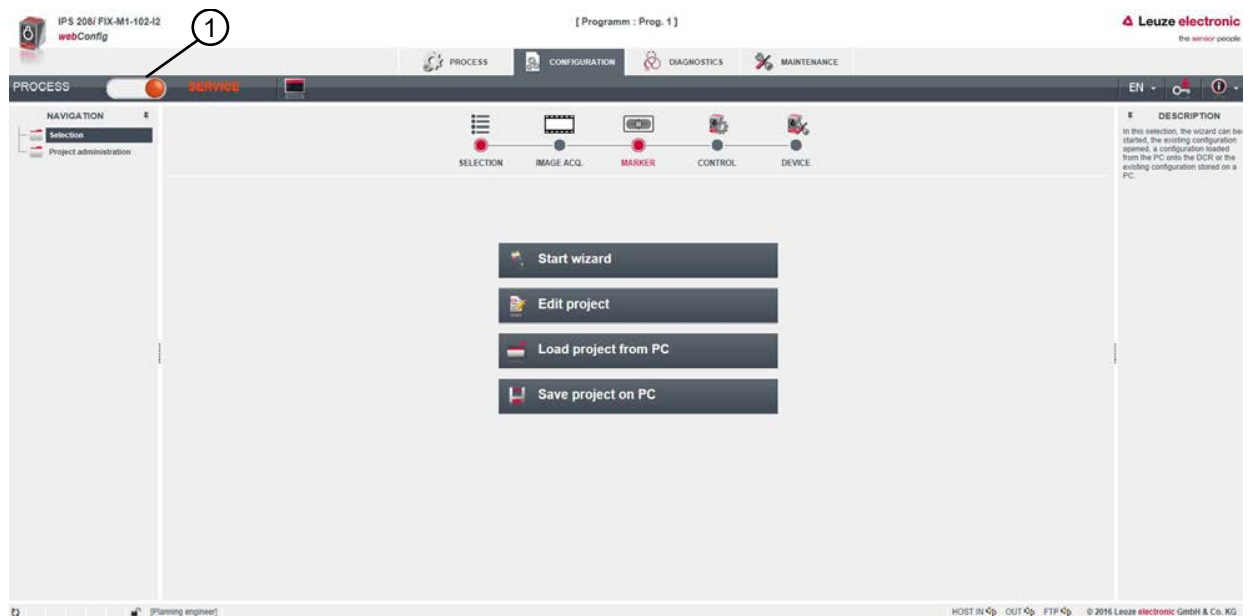 IPS 208i FIX-M1-102-I2
webConfig
1
[ Programm : Prog. 1 ]
Leuze electronic
the sensor people
PROCESS
CONFIGURATION
DIAGNOSTICS
MAINTENANCE
PROCESS
SERVICE
EN
NAVIGATION
Selection
Project administration
SELECTION
IMAGE ACQ.
MARKER
CONTROL
DEVICE
DESCRIPTION
In this selection, the wizard can be
started, the existing configuration
opened, a configuration loaded
from the PC onto the DCR or the
existing configuration stored on a
PC.
Start wizard
Edit project
Load project from PC
Save project on PC
[Planning engineer]
HOST IN OUT FTP © 2016 Leuze electronic GmbH & Co. KG